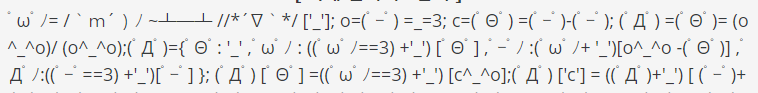 ﾟωﾟﾉ= /｀ｍ´）ﾉ ~┻━┻ //*´∇｀*/ ['_']; o=(ﾟｰﾟ) =_=3; c=(ﾟΘﾟ) =(ﾟｰﾟ)-(ﾟｰﾟ); (ﾟДﾟ) =(ﾟΘﾟ)= (o
^_^o)/ (o^_^o);(ﾟДﾟ)={ﾟΘﾟ: '_' ,ﾟωﾟﾉ : ((ﾟωﾟﾉ==3) +'_') [ﾟΘﾟ] ,ﾟｰﾟﾉ :(ﾟωﾟﾉ+ '_')[o^_^o -(ﾟΘﾟ)] ,ﾟ
Дﾟﾉ:((ﾟｰﾟ==3) +'_')[ﾟｰﾟ] }; (ﾟДﾟ) [ﾟΘﾟ] =((ﾟωﾟﾉ==3) +'_') [c^_^o];(ﾟДﾟ) ['c'] = ((ﾟДﾟ)+'_') [ (ﾟｰﾟ)+